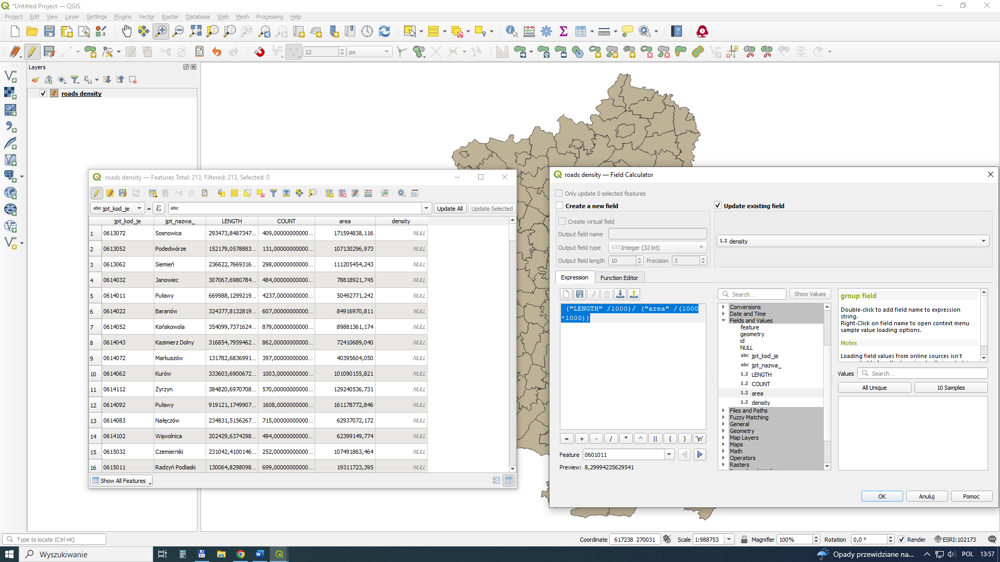 *Untitled Project — QGIS
Project Edit View Layer Settings Plugins Vector Raster Database Web Mesh Processing Help
12 px
Layers
roads density
roads density — Features Total: 213, Filtered: 213, Selected: 0
abc jpt_kod_je = ε abc Update All Update Selected
jpt_kod_je jpt_nazwa_ LENGTH COUNT area density
1 0613072 Sosnowica 293473,8487347... 409,00000000000... 171594838,116 NULL
2 0613052 Podedwórze 152179,0578883... 131,00000000000... 107130296,973 NULL
3 0613062 Siemień 236622,7669316... 298,00000000000... 111205454,243 NULL
4 0614032 Janowiec 307067,6980784... 484,00000000000... 78818921,745 NULL
5 0614011 Puławy 669988,1299219... 4237,0000000000... 50492771,242 NULL
6 0614022 Baranów 324377,8132819... 607,00000000000... 84916970,811 NULL
7 0614052 Końskowola 354099,7371624... 879,00000000000... 89881361,174 NULL
8 0614043 Kazimierz Dolny 316854,7959462... 862,00000000000... 72410689,040 NULL
9 0614072 Markuszów 131782,6836991... 397,00000000000... 40395604,050 NULL
10 0614062 Kurów 333603,6900672... 1003,0000000000... 101090155,821 NULL
11 0614112 Żyrzyn 384820,6970708... 570,00000000000... 129240536,731 NULL
12 0614092 Puławy 919121,1749907... 1608,0000000000... 161178772,846 NULL
13 0614083 Nałęczów 234831,5156267... 715,00000000000... 62937072,172 NULL
14 0614102 Wąwolnica 202429,6374298... 494,00000000000... 62399149,774 NULL
15 0615032 Czemierniki 231042,4100146... 252,00000000000... 107491863,464 NULL
16 0615011 Radzyń Podlaski 130064,8298098... 699,00000000000... 19311723,395 NULL
Show All Features
roads density — Field Calculator
Only update 0 selected features
Create a new field
Update existing field
Create virtual field
Output field name
1.2 density
Output field type 123 Integer (32 bit)
Output field length 10 Precision 3
Expression Function Editor
("LENGTH" /1000)/ ("area" /(1000
*1000))
= + - / * ^ || ( ) '\n'
Feature 0601011
Preview: 8,29994235629541
Search... Show Values
Conversions
Date and Time
Fields and Values
feature
geometry
id
NULL
abc jpt_kod_je
abc jpt_nazwa_
1.2 LENGTH
1.2 COUNT
1.2 area
1.2 density
Files and Paths
Fuzzy Matching
General
Geometry
Map Layers
Maps
Math
Operators
Rasters
group field
Double-click to add field name to expression
string.
Right-Click on field name to open context menu
sample value loading options.
Notes
Loading field values from online sources isn't
Values Search...
All Unique 10 Samples
OK Anuluj Pomoc
Type to locate (Ctrl+K)
Coordinate 617238 270031 Scale 1:988753 Magnifier 100% Rotation 0,0 ° Render ESRI:102173
Wyszukiwanie
Opady przewidziane na... POL 13:57